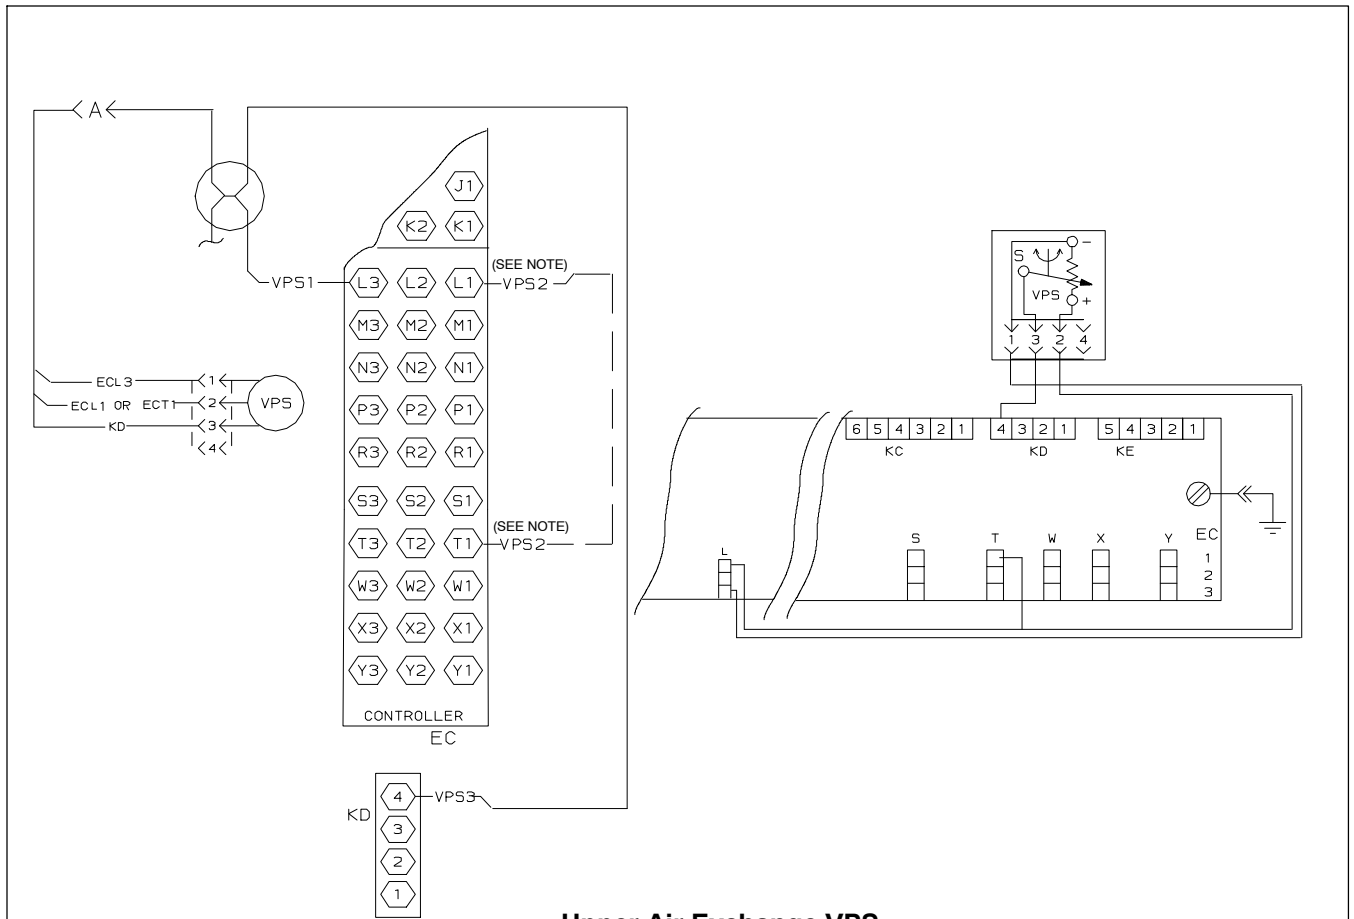 A
J1
K2 K1
VPS1 L3 L2 L1 (SEE NOTE) VPS2
M3 M2 M1
N3 N2 N1
P3 P2 P1
R3 R2 R1
S3 S2 S1
T3 T2 T1 (SEE NOTE) VPS2
W3 W2 W1
X3 X2 X1
Y3 Y2 Y1
CONTROLLER
EC
ECL3 1
ECL1 OR ECT1 2 VPS
KD 3
4
KD
4 VPS3
3
2
1
S -
VPS
+
1 3 2 4
6 5 4 3 2 1
KC
4 3 2 1
KD
5 4 3 2 1
KE
L
S T W X Y EC
1
2
3
Upper Air Exchange VPS